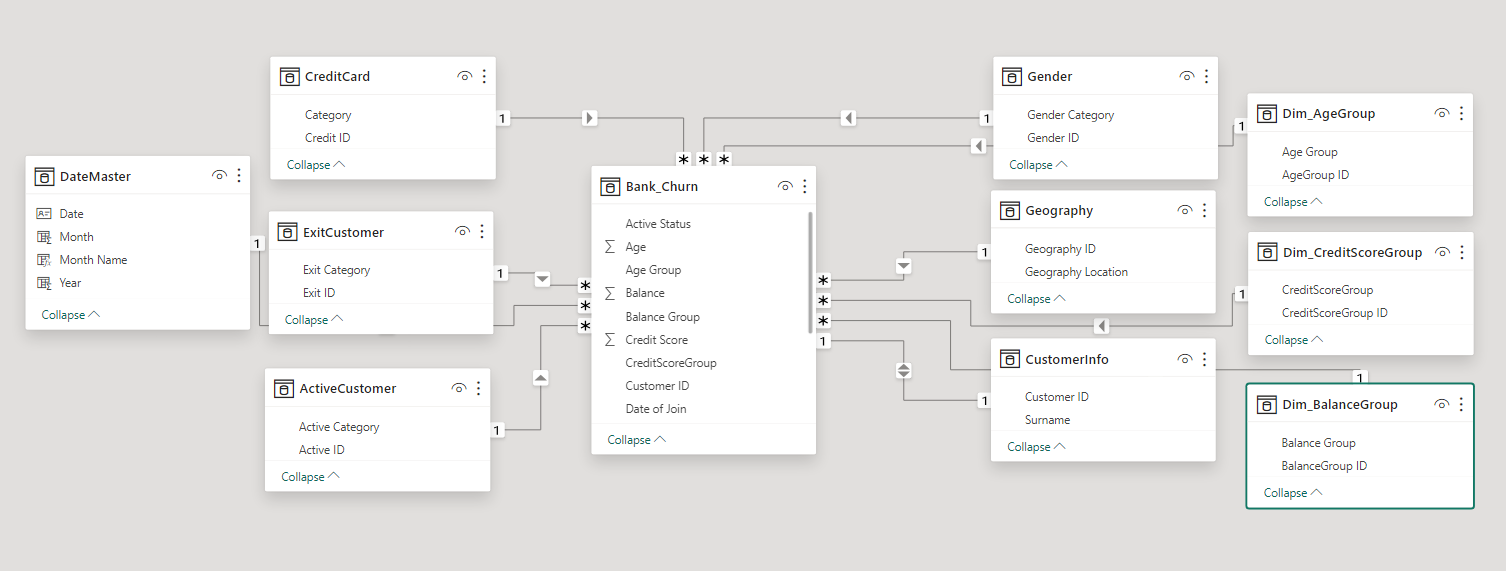 CreditCard
Category
Credit ID
Collapse
1
DateMaster
Date
Month
Month Name
Year
Collapse
1
ExitCustomer
Exit Category
Exit ID
Collapse
1
ActiveCustomer
Active Category
Active ID
Collapse
1
* * *
Bank_Churn
Active Status
Age
Age Group
Balance
Balance Group
Credit Score
CreditScoreGroup
Customer ID
Date of Join
Collapse
*
*
*
*
*
*
1
Gender
Gender Category
Gender ID
Collapse
1
Geography
Geography ID
Geography Location
Collapse
1
CustomerInfo
Customer ID
Surname
Collapse
1
Dim_AgeGroup
Age Group
AgeGroup ID
Collapse
1
Dim_CreditScoreGroup
CreditScoreGroup
CreditScoreGroup ID
Collapse
1
Dim_BalanceGroup
Balance Group
BalanceGroup ID
Collapse
1